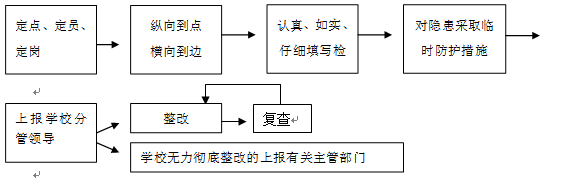 定点、定员、
定岗
纵向到点
横向到边
认真、如实、
仔细填写检
对隐患采取临
时防护措施
上报学校分
管领导
整改
复查
学校无力彻底整改的上报有关主管部门